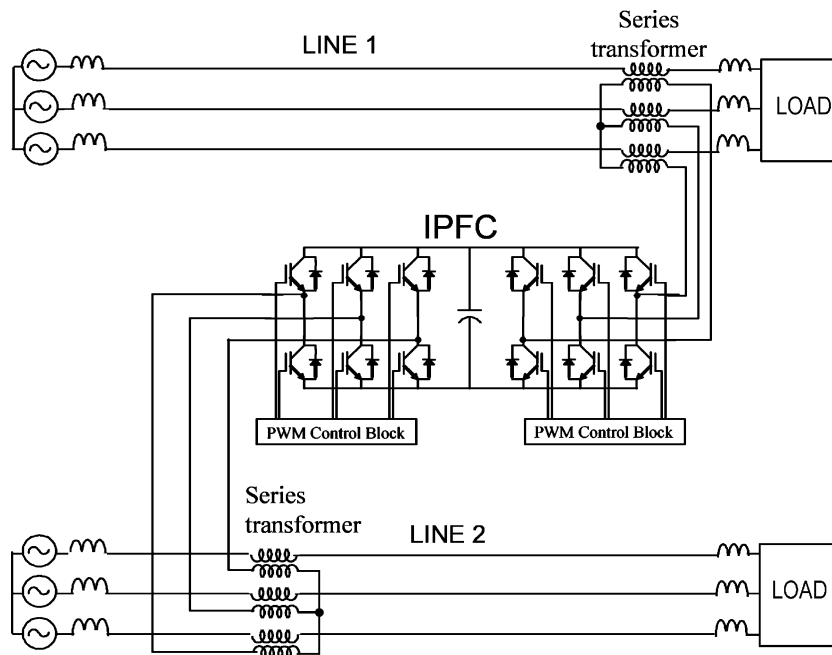 Series
transformer
LINE 1
LOAD
IPFC
PWM Control Block
PWM Control Block
Series
transformer
LINE 2
LOAD